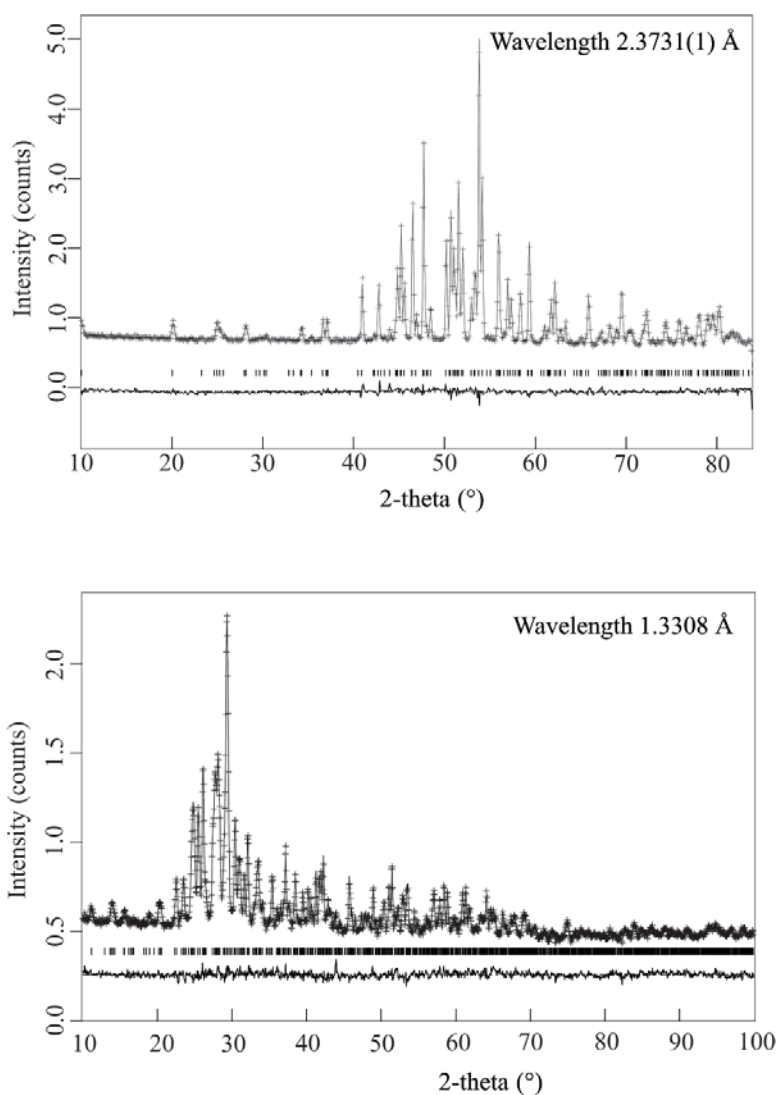 Wavelength 2.3731(1) Å
Intensity (counts)
5.0
4.0
3.0
2.0
1.0
0.0
10 20 30 40 50 60 70 80
2-theta (°)
Wavelength 1.3308 Å
Intensity (counts)
2.0
1.5
1.0
0.5
0.0
10 20 30 40 50 60 70 80 90 100
2-theta (°)